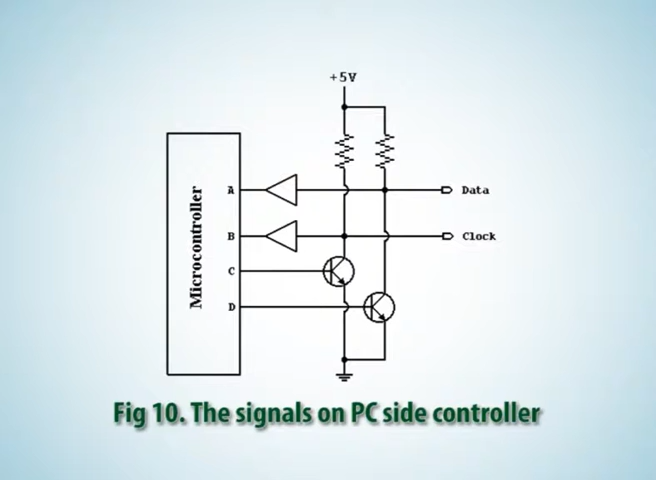 +5V
Microcontroller
A
Data
B
Clock
C
D
Fig 10. The signals on PC side controller